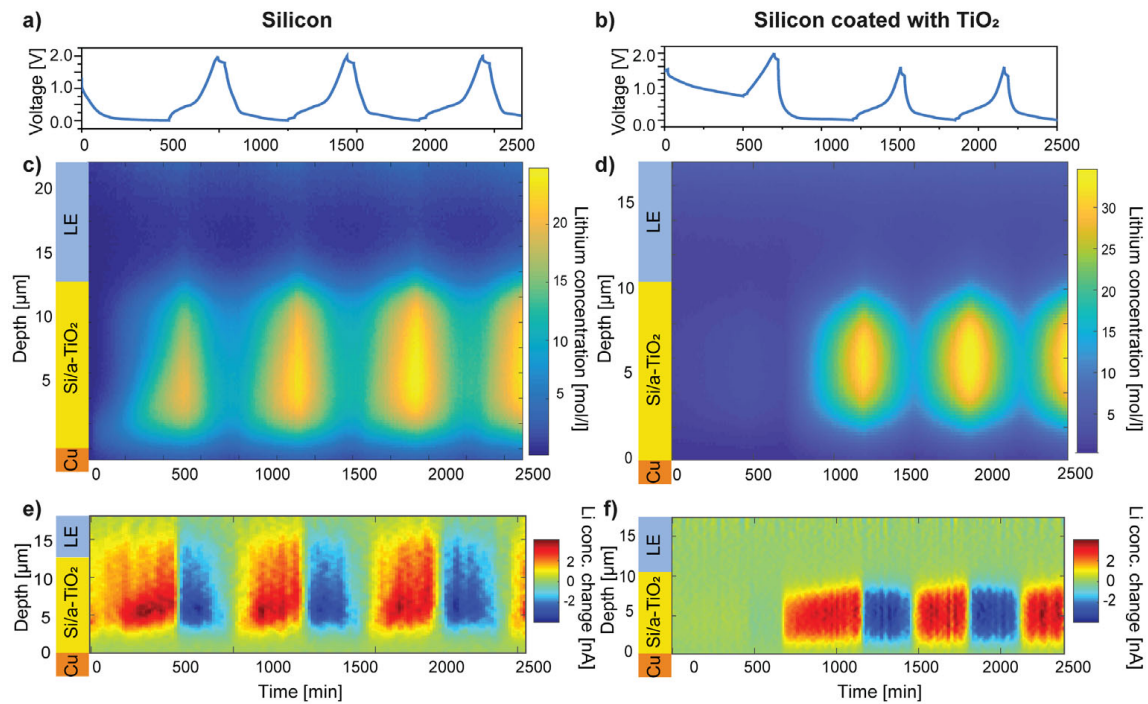 a) Silicon
b) Silicon coated with TiO₂
Voltage [V]
2.0
1.0
0.0
0 500 1000 1500 2000 2500
Voltage [V]
2.0
1.0
0.0
0 500 1000 1500 2000 2500
c)
LE
Si/a-TiO₂
Cu
Depth [µm]
20
15
10
5
0
0 500 1000 1500 2000 2500
20
15
10
5
Lithium concentration [mol/l]
d)
LE
Si/a-TiO₂
Cu
Depth [µm]
15
10
5
0
0 500 1000 1500 2000 2500
30
25
20
15
10
5
Lithium concentration [mol/l]
e)
LE
Si/a-TiO₂
Cu
Depth [µm]
15
10
5
0
0 500 1000 1500 2000 2500
Time [min]
2
0
-2
Li conc. change [nA]
f)
LE
Si/a-TiO₂
Cu
Depth [µm]
15
10
5
0
0 500 1000 1500 2000 2500
Time [min]
2
0
-2
Li conc. change [nA]